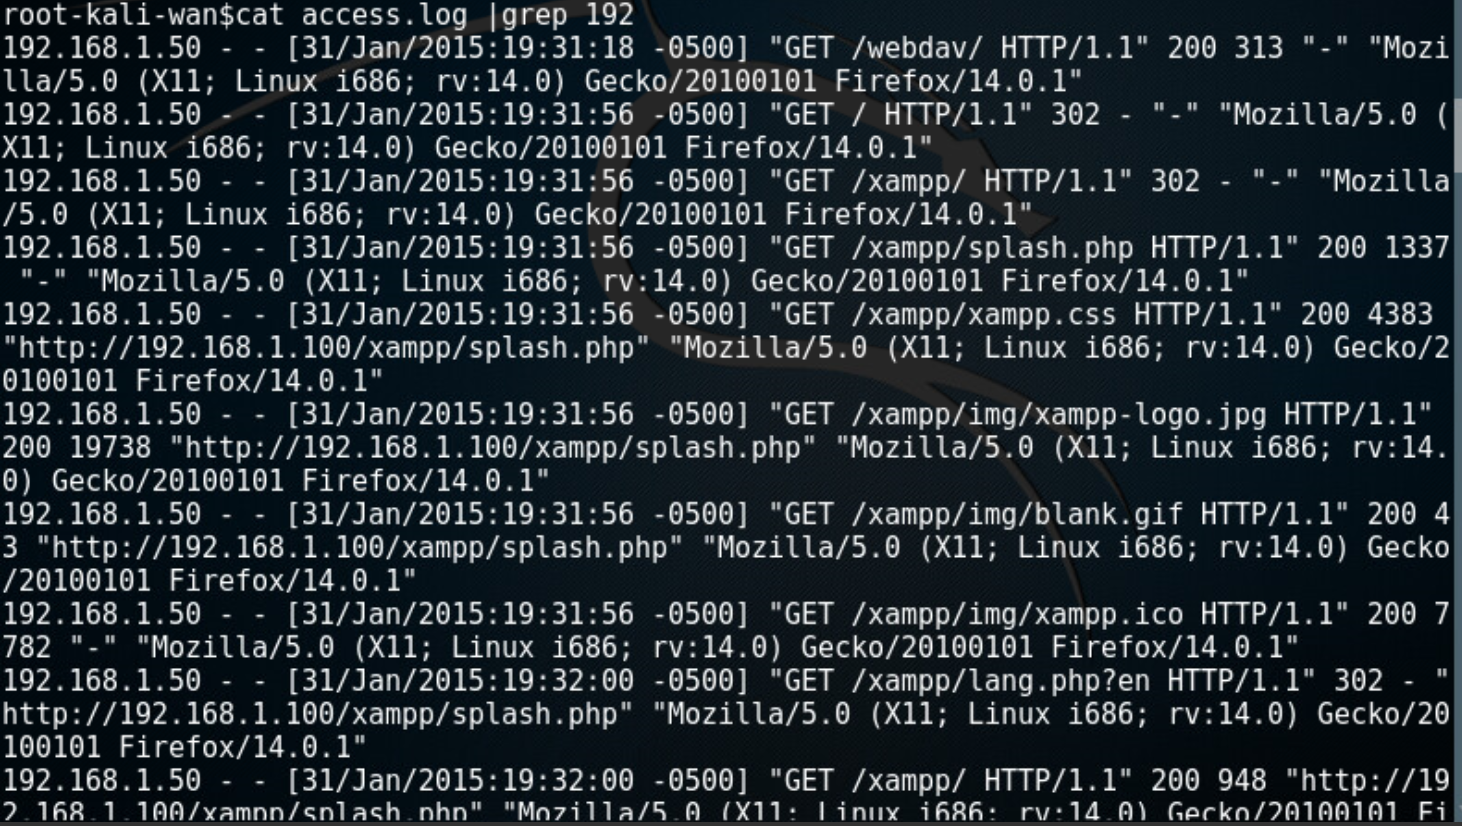 root-kali-wan$cat access.log |grep 192
192.168.1.50 - - [31/Jan/2015:19:31:18 -0500] "GET /webdav/ HTTP/1.1" 200 313 "-" "Mozi
lla/5.0 (X11; Linux i686; rv:14.0) Gecko/20100101 Firefox/14.0.1"
192.168.1.50 - - [31/Jan/2015:19:31:56 -0500] "GET / HTTP/1.1" 302 - "-" "Mozilla/5.0 (
X11; Linux i686; rv:14.0) Gecko/20100101 Firefox/14.0.1"
192.168.1.50 - - [31/Jan/2015:19:31:56 -0500] "GET /xampp/ HTTP/1.1" 302 - "-" "Mozilla
/5.0 (X11; Linux i686; rv:14.0) Gecko/20100101 Firefox/14.0.1"
192.168.1.50 - - [31/Jan/2015:19:31:56 -0500] "GET /xampp/splash.php HTTP/1.1" 200 1337
 "-" "Mozilla/5.0 (X11; Linux i686; rv:14.0) Gecko/20100101 Firefox/14.0.1"
192.168.1.50 - - [31/Jan/2015:19:31:56 -0500] "GET /xampp/xampp.css HTTP/1.1" 200 4383
"http://192.168.1.100/xampp/splash.php" "Mozilla/5.0 (X11; Linux i686; rv:14.0) Gecko/2
0100101 Firefox/14.0.1"
192.168.1.50 - - [31/Jan/2015:19:31:56 -0500] "GET /xampp/img/xampp-logo.jpg HTTP/1.1"
200 19738 "http://192.168.1.100/xampp/splash.php" "Mozilla/5.0 (X11; Linux i686; rv:14.
0) Gecko/20100101 Firefox/14.0.1"
192.168.1.50 - - [31/Jan/2015:19:31:56 -0500] "GET /xampp/img/blank.gif HTTP/1.1" 200 4
3 "http://192.168.1.100/xampp/splash.php" "Mozilla/5.0 (X11; Linux i686; rv:14.0) Gecko
/20100101 Firefox/14.0.1"
192.168.1.50 - - [31/Jan/2015:19:31:56 -0500] "GET /xampp/img/xampp.ico HTTP/1.1" 200 7
782 "-" "Mozilla/5.0 (X11; Linux i686; rv:14.0) Gecko/20100101 Firefox/14.0.1"
192.168.1.50 - - [31/Jan/2015:19:32:00 -0500] "GET /xampp/lang.php?en HTTP/1.1" 302 - "
http://192.168.1.100/xampp/splash.php" "Mozilla/5.0 (X11; Linux i686; rv:14.0) Gecko/20
100101 Firefox/14.0.1"
192.168.1.50 - - [31/Jan/2015:19:32:00 -0500] "GET /xampp/ HTTP/1.1" 200 948 "http://19
2.168.1.100/xampp/splash.php" "Mozilla/5.0 (X11; Linux i686; rv:14.0) Gecko/20100101 Fi